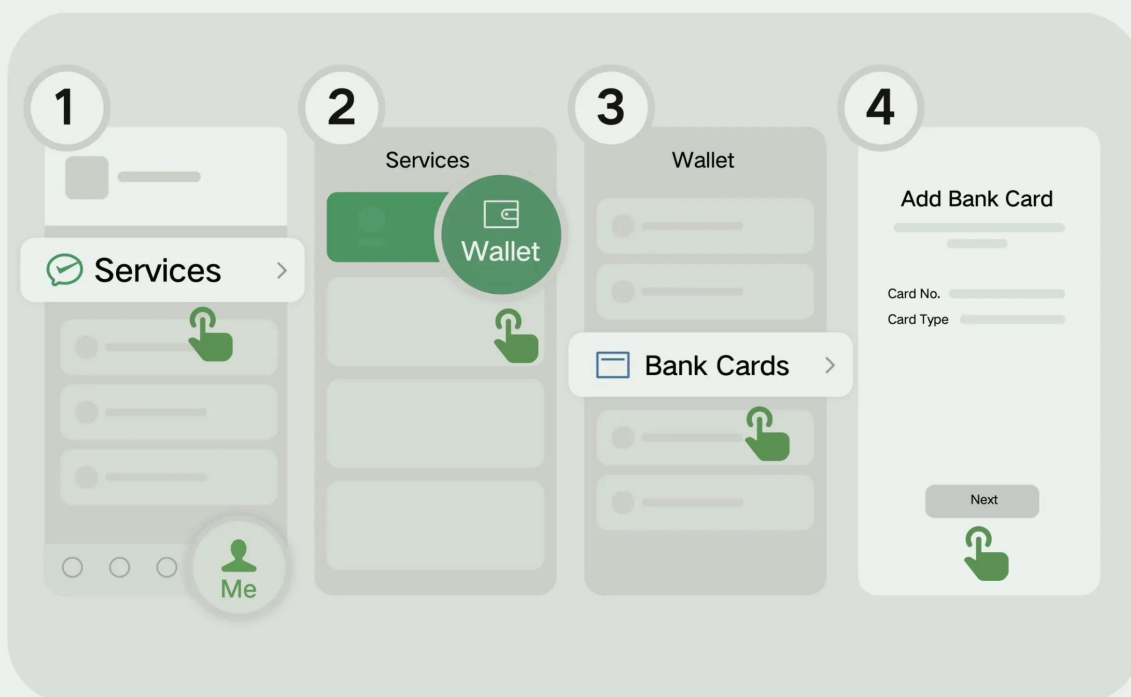 1
Services
Me
2
Services
Wallet
3
Wallet
Bank Cards
4
Add Bank Card
Card No.
Card Type
Next